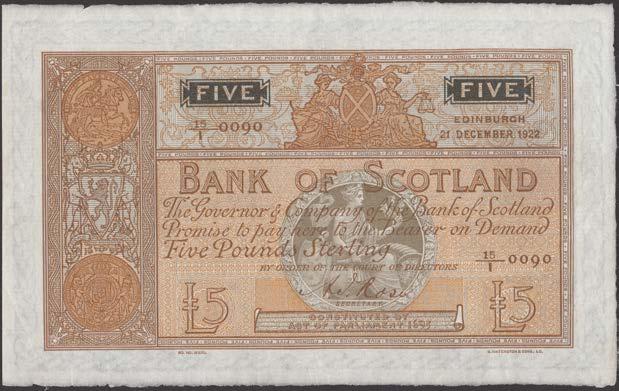 FIVE
FIVE
EDINBURGH
15/1 0090
21 DECEMBER 1922
BANK OF SCOTLAND
The Governor & Company of the Bank of Scotland
Promise to pay here to the Bearer on Demand
Five Pounds Sterling
15/1 0090
BY ORDER OF THE COURT OF DIRECTORS
SECRETARY
£5
£5
CONSTITUTED BY
ACT OF PARLIAMENT 1695